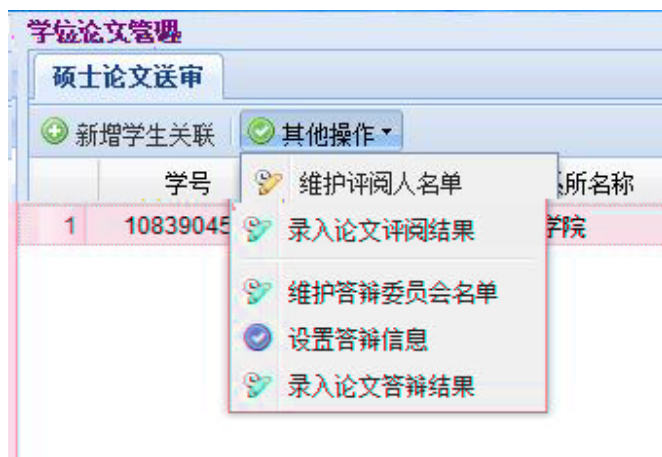 学位论文管理
硕士论文送审
新增学生关联 其他操作
学号 所名称
维护评阅人名单
1 10839045 学院
录入论文评阅结果
维护答辩委员会名单
设置答辩信息
录入论文答辩结果